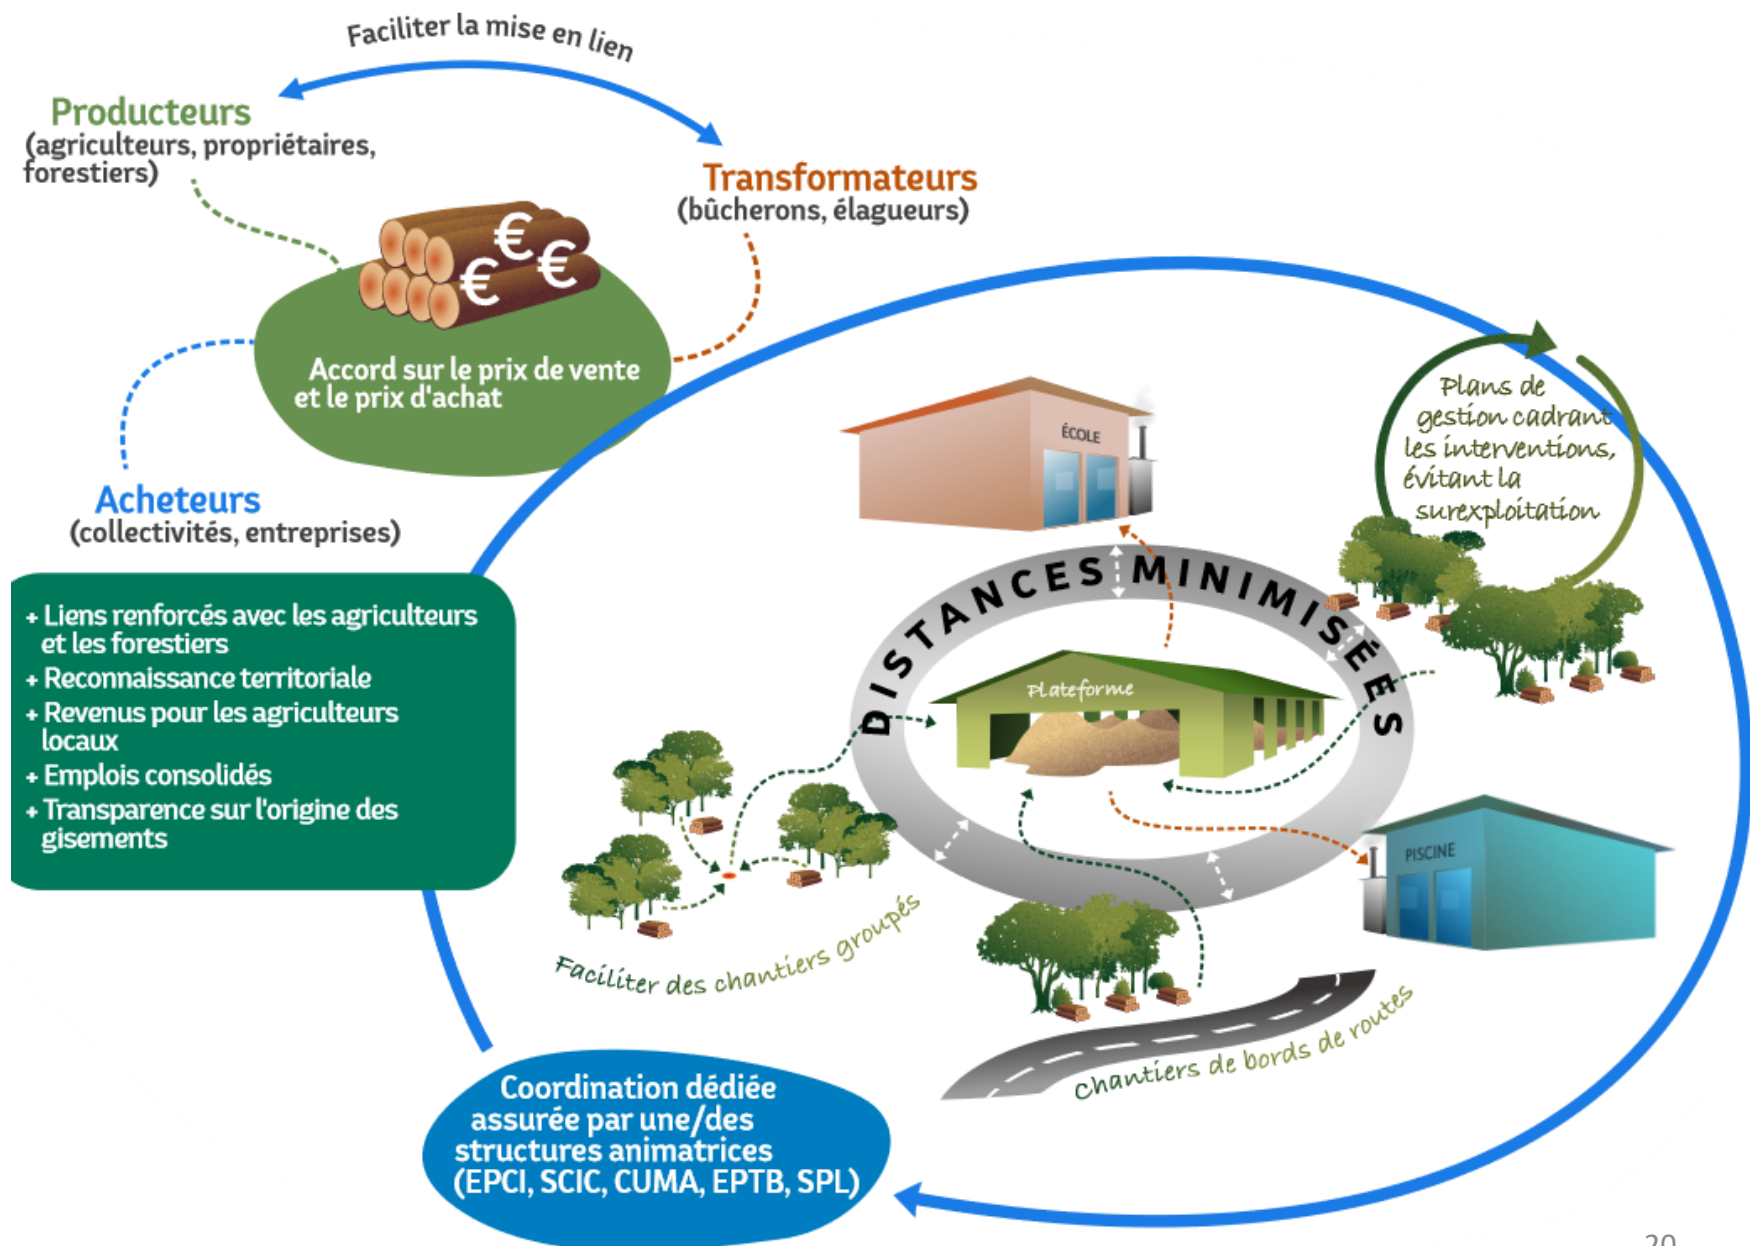 Faciliter la mise en lien
Producteurs
(agriculteurs, propriétaires,
forestiers)
Transformateurs
(bûcherons, élagueurs)
€
€
€
Accord sur le prix de vente
et le prix d'achat
Acheteurs
(collectivités, entreprises)
+ Liens renforcés avec les agriculteurs
et les forestiers
+ Reconnaissance territoriale
+ Revenus pour les agriculteurs
locaux
+ Emplois consolidés
+ Transparence sur l'origine des
gisements
ÉCOLE
Plans de
gestion cadrant
les interventions,
évitant la
surexploitation
DISTANCES MINIMISÉES
Plateforme
PISCINE
Faciliter des chantiers groupés
Chantiers de bords de routes
Coordination dédiée
assurée par une/des
structures animatrices
(EPCI, SCIC, CUMA, EPTB, SPL)
20